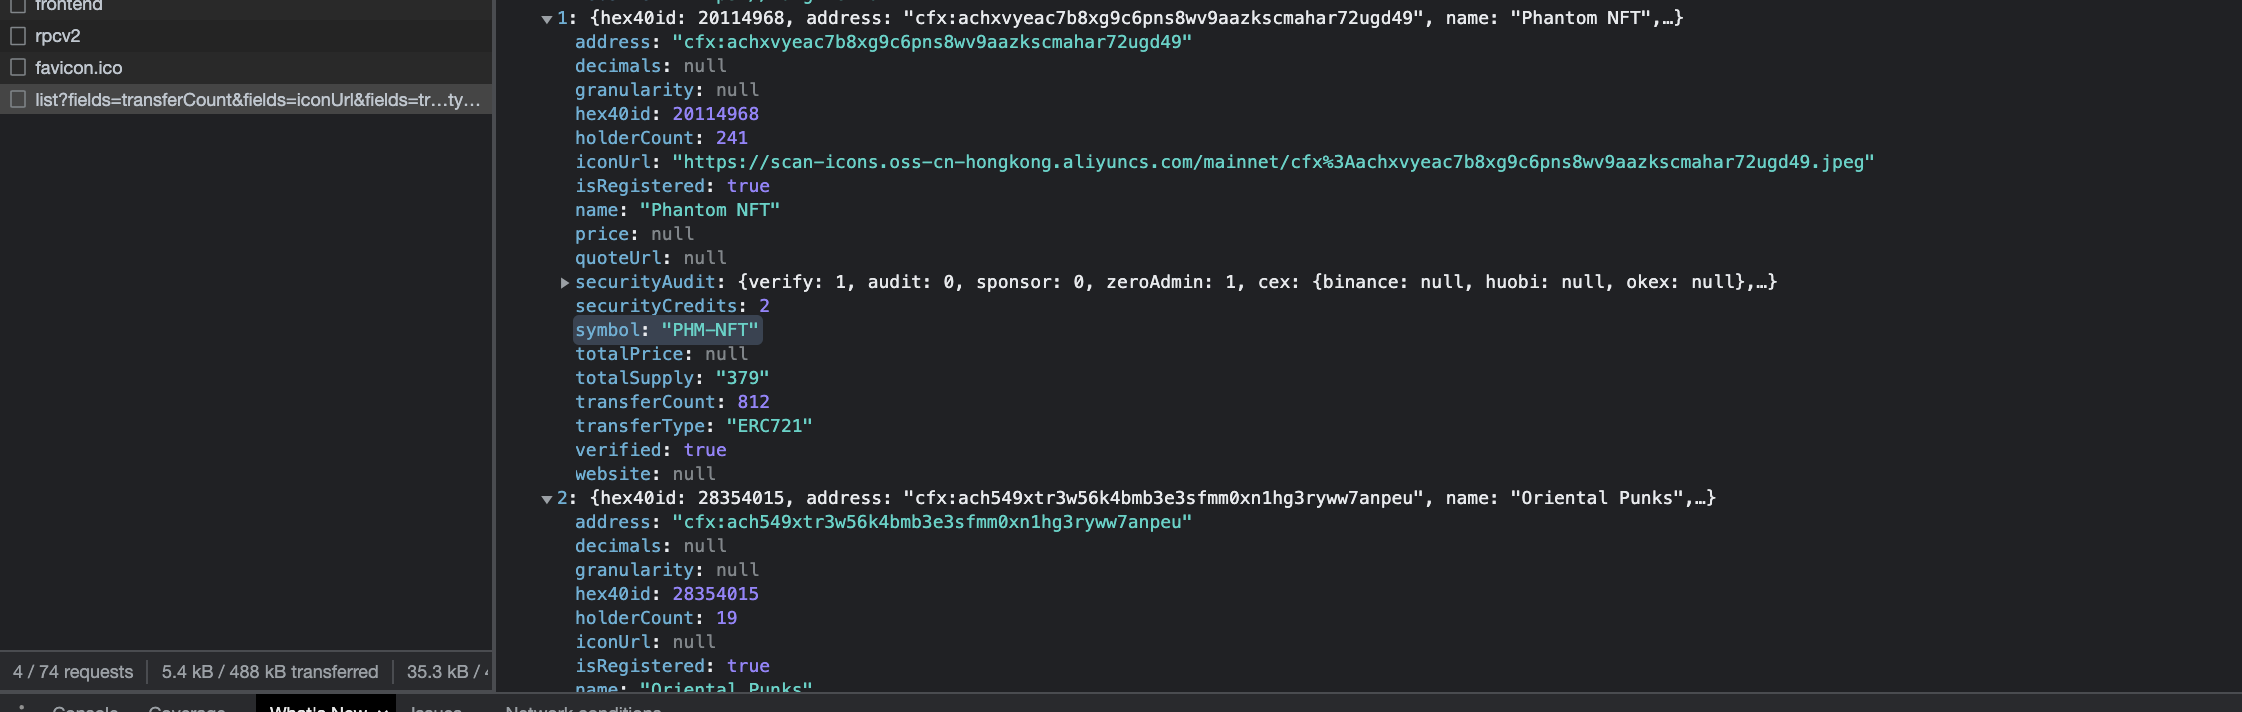 frontend
rpcv2
favicon.ico
list?fields=transferCount&fields=iconUrl&fields=tr…ty…
4 / 74 requests
5.4 kB / 488 kB transferred
35.3 kB /
1: {hex40id: 20114968, address: "cfx:achxvyeac7b8xg9c6pns8wv9aazkscmahar72ugd49", name: "Phantom NFT",…}
address: "cfx:achxvyeac7b8xg9c6pns8wv9aazkscmahar72ugd49"
decimals: null
granularity: null
hex40id: 20114968
holderCount: 241
iconUrl: "https://scan-icons.oss-cn-hongkong.aliyuncs.com/mainnet/cfx%3Aachxvyeac7b8xg9c6pns8wv9aazkscmahar72ugd49.jpeg"
isRegistered: true
name: "Phantom NFT"
price: null
quoteUrl: null
securityAudit: {verify: 1, audit: 0, sponsor: 0, zeroAdmin: 1, cex: {binance: null, huobi: null, okex: null},…}
securityCredits: 2
symbol: "PHM-NFT"
totalPrice: null
totalSupply: "379"
transferCount: 812
transferType: "ERC721"
verified: true
website: null
2: {hex40id: 28354015, address: "cfx:ach549xtr3w56k4bmb3e3sfmm0xn1hg3ryww7anpeu", name: "Oriental Punks",…}
address: "cfx:ach549xtr3w56k4bmb3e3sfmm0xn1hg3ryww7anpeu"
decimals: null
granularity: null
hex40id: 28354015
holderCount: 19
iconUrl: null
isRegistered: true
name: "Oriental Punks"
Console Coverage What's New Issues Network conditions